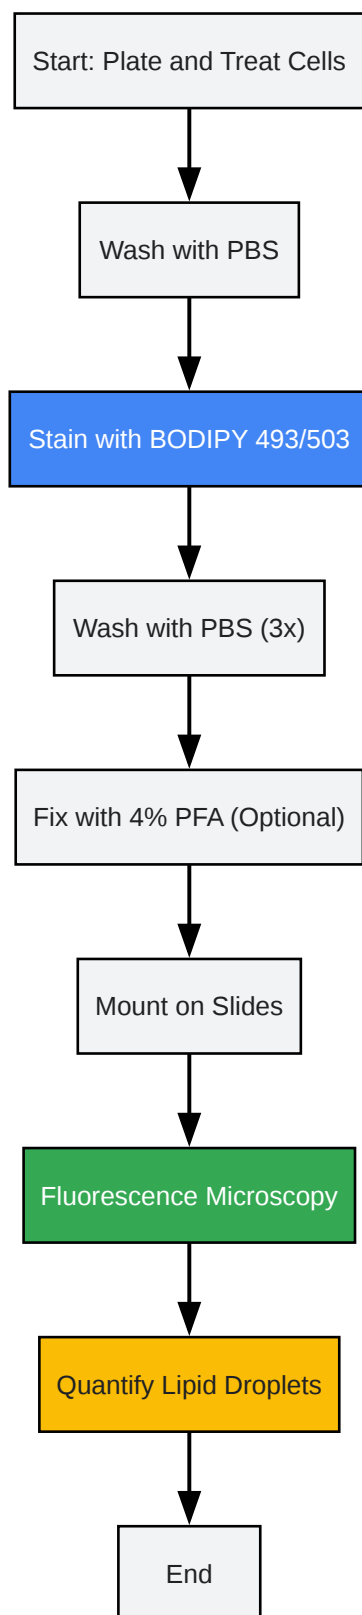 Start: Plate and Treat Cells
Wash with PBS
Stain with BODIPY 493/503
Wash with PBS (3x)
Fix with 4% PFA (Optional)
Mount on Slides
Fluorescence Microscopy
Quantify Lipid Droplets
End